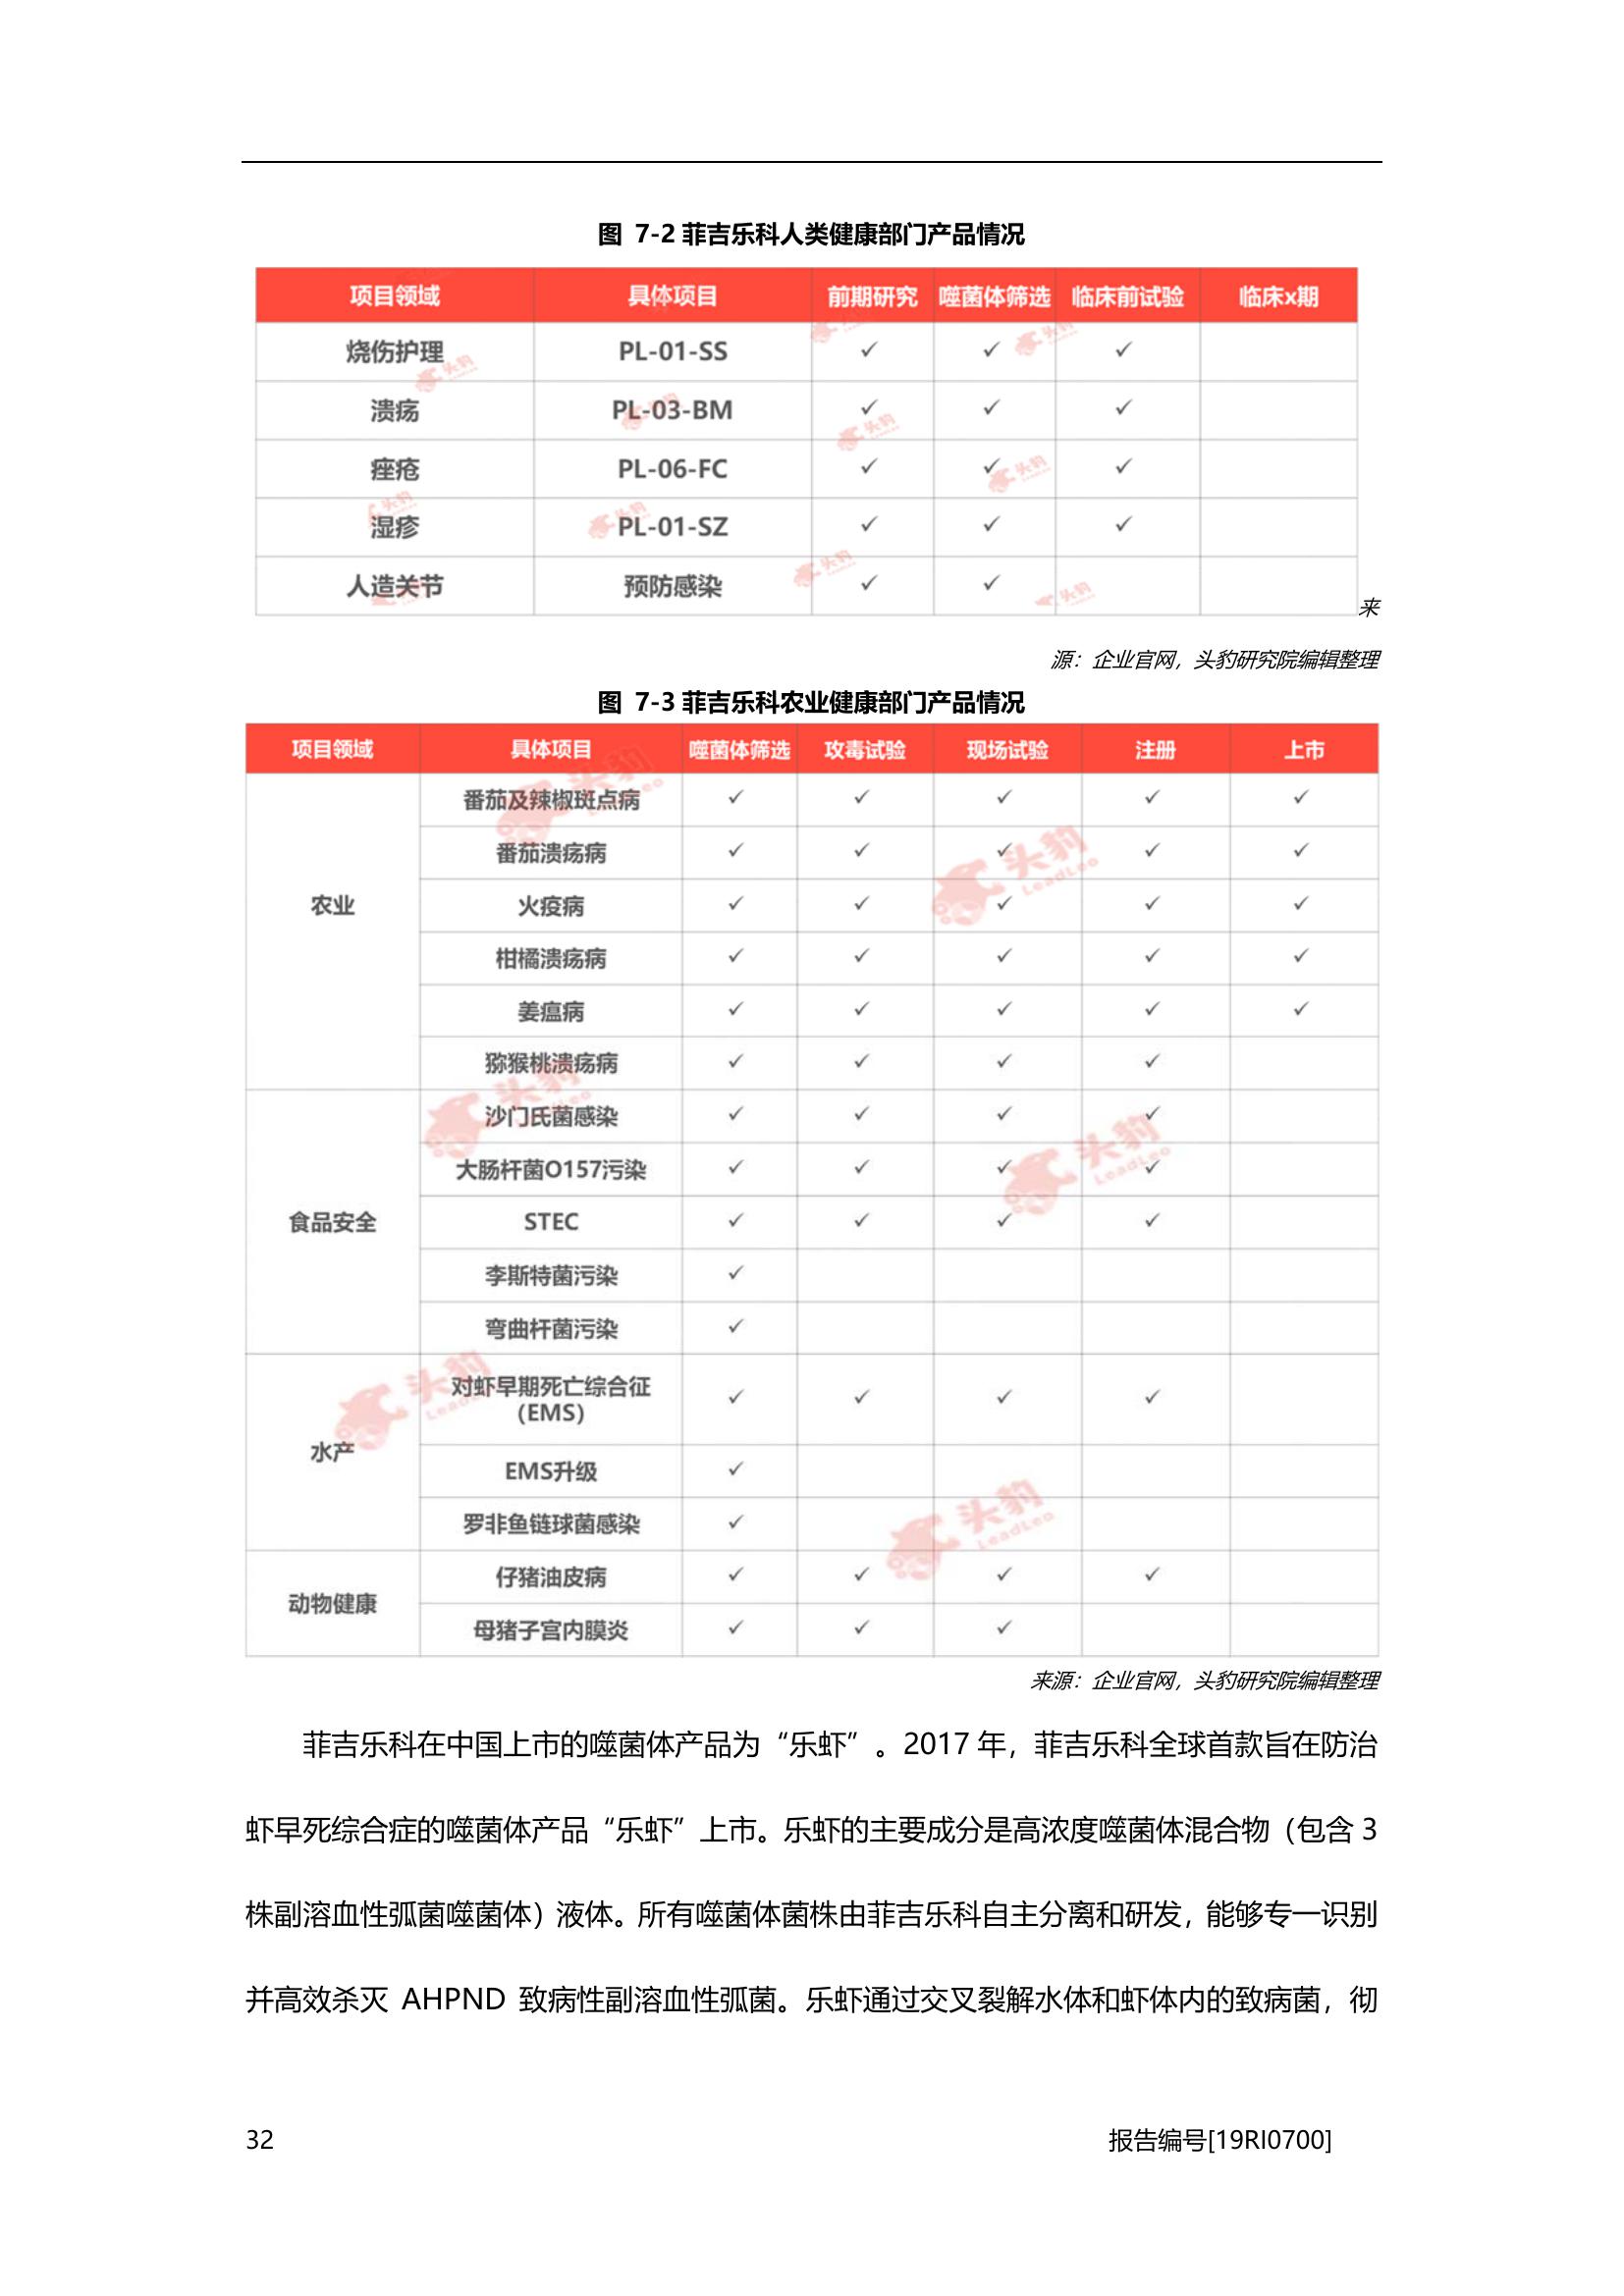 图 7-2 菲吉乐科人类健康部门产品情况
项目领域 具体项目 前期研究 噬菌体筛选 临床前试验 临床x期
烧伤护理 PL-01-SS ✓ ✓ ✓
溃疡 PL-03-BM ✓ ✓ ✓
痤疮 PL-06-FC ✓ ✓ ✓
湿疹 PL-01-SZ ✓ ✓ ✓
人造关节 预防感染 ✓ ✓
来
源：企业官网，头豹研究院编辑整理
图 7-3 菲吉乐科农业健康部门产品情况
项目领域 具体项目 噬菌体筛选 攻毒试验 现场试验 注册 上市
农业
番茄及辣椒斑点病 ✓ ✓ ✓ ✓ ✓
番茄溃疡病 ✓ ✓ ✓ ✓ ✓
火疫病 ✓ ✓ ✓ ✓ ✓
柑橘溃疡病 ✓ ✓ ✓ ✓ ✓
姜瘟病 ✓ ✓ ✓ ✓ ✓
猕猴桃溃疡病 ✓ ✓ ✓ ✓
食品安全
沙门氏菌感染 ✓ ✓ ✓ ✓
大肠杆菌O157污染 ✓ ✓ ✓ ✓
STEC ✓ ✓ ✓ ✓
李斯特菌污染 ✓
弯曲杆菌污染 ✓
水产
对虾早期死亡综合征
（EMS） ✓ ✓ ✓ ✓
EMS升级 ✓
罗非鱼链球菌感染 ✓
动物健康
仔猪油皮病 ✓ ✓ ✓ ✓
母猪子宫内膜炎 ✓ ✓ ✓
头豹
LeadLeo
来源：企业官网，头豹研究院编辑整理
菲吉乐科在中国上市的噬菌体产品为“乐虾”。2017 年，菲吉乐科全球首款旨在防治
虾早死综合症的噬菌体产品“乐虾”上市。乐虾的主要成分是高浓度噬菌体混合物（包含 3
株副溶血性弧菌噬菌体）液体。所有噬菌体菌株由菲吉乐科自主分离和研发，能够专一识别
并高效杀灭 AHPND 致病性副溶血性弧菌。乐虾通过交叉裂解水体和虾体内的致病菌，彻
32 报告编号[19RI0700]